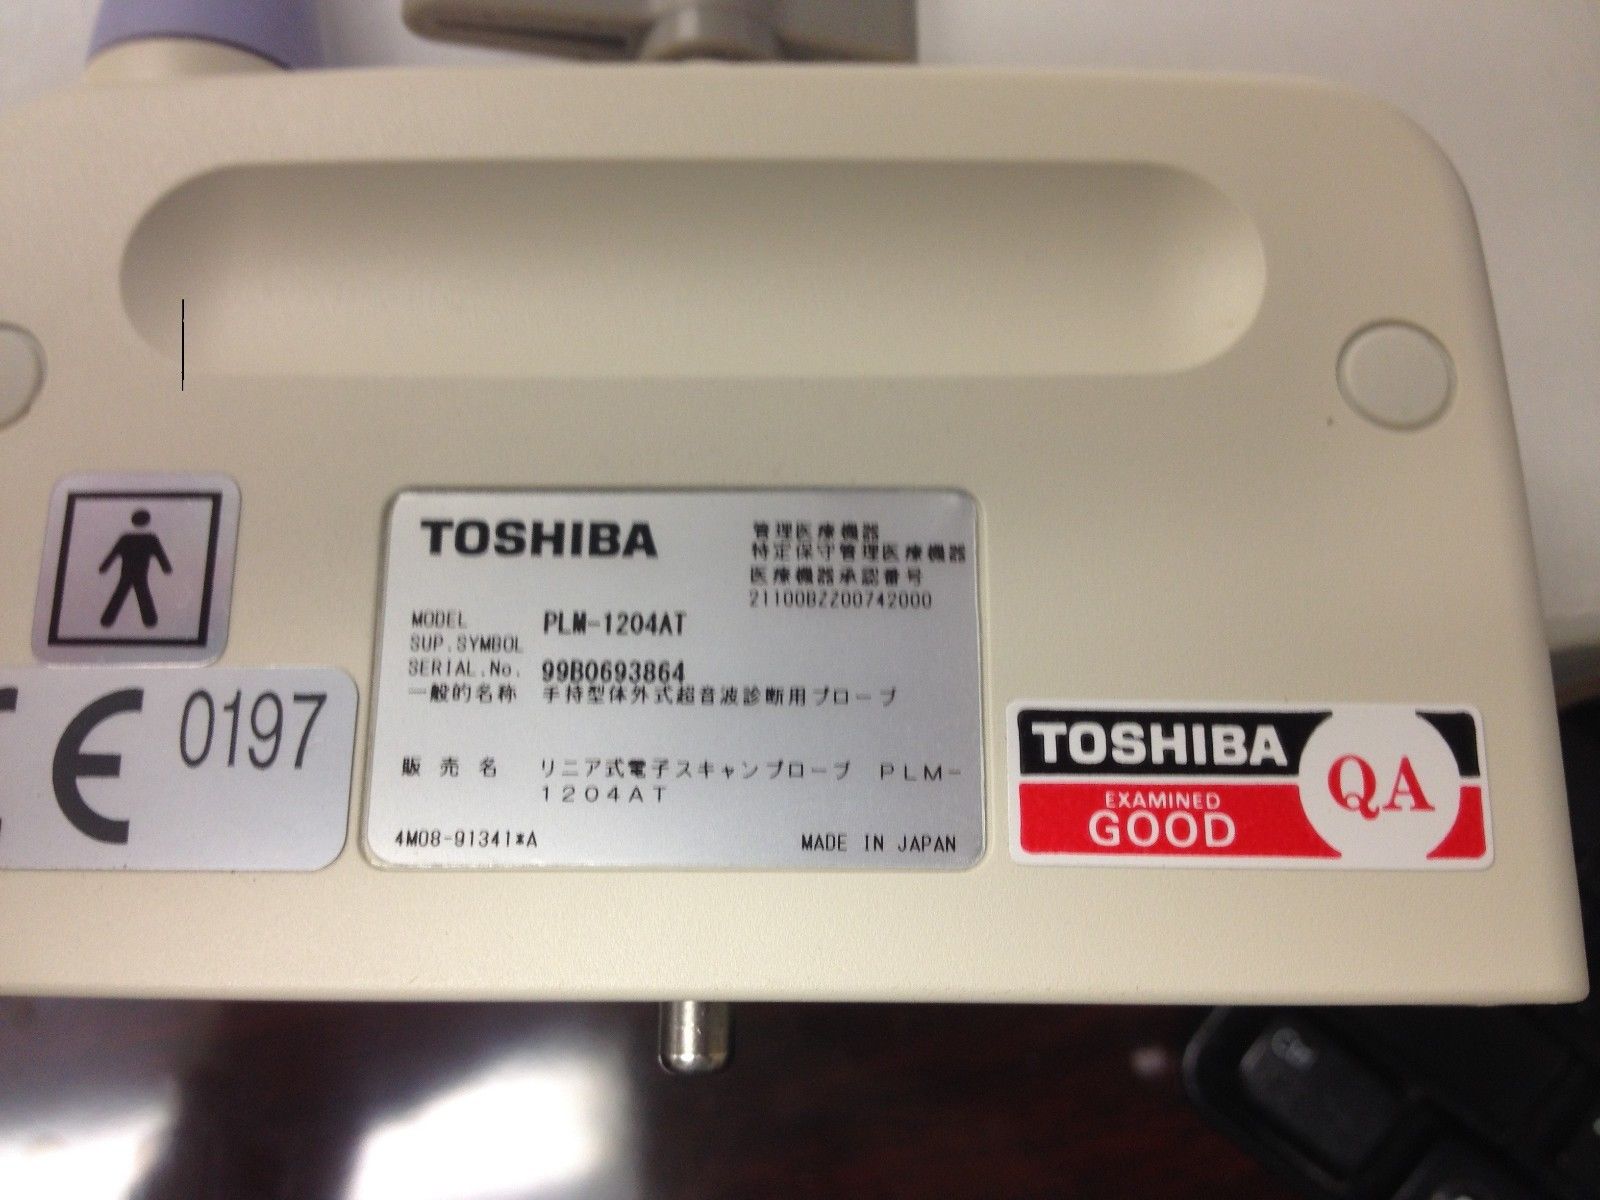 TOSHIBA
管理医療機器
特定保守管理医療機器
医療機器承認番号
21100BZZ00742000
MODEL PLM-1204AT
SUP.SYMBOL
SERIAL.No. 99B0693864
一般的名称 手持型体外式超音波診断用プローブ
販売名 リニア式電子スキャンプローブ PLM-
1204AT
4M08-91341*A MADE IN JAPAN
CE 0197
TOSHIBA
EXAMINED
GOOD
QA
Ctrl